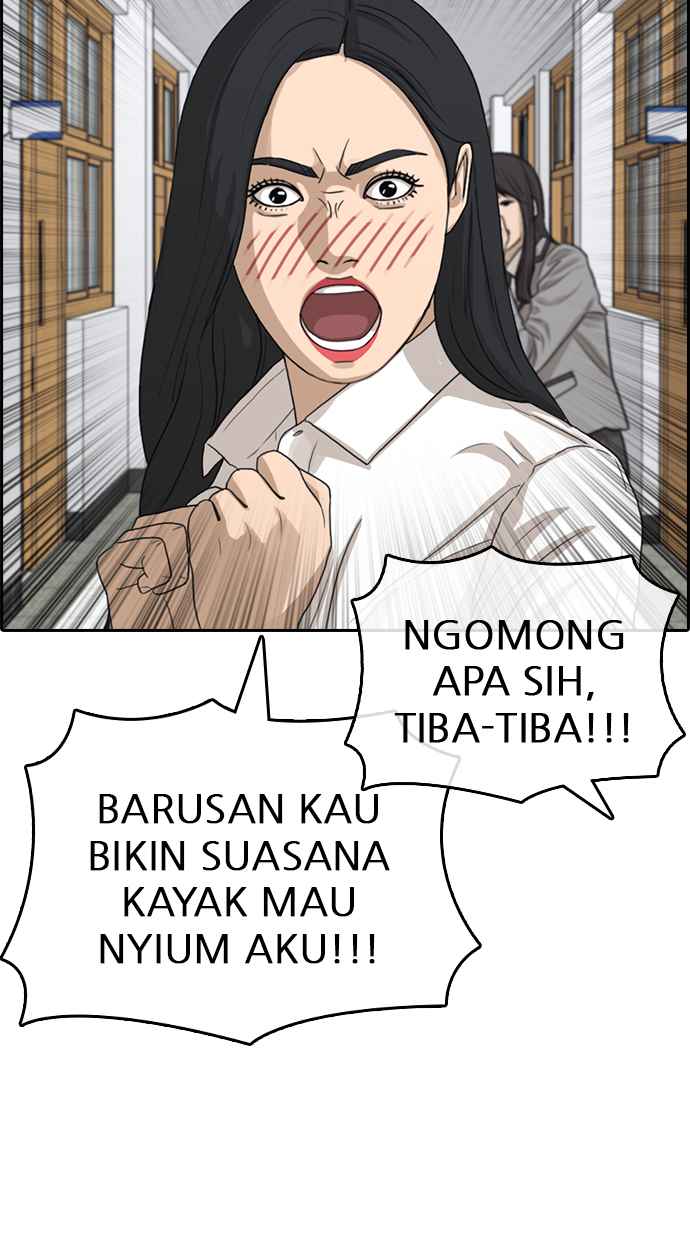 NGOMONG
APA SIH,
TIBA-TIBA!!!
BARUSAN KAU
BIKIN SUASANA
KAYAK MAU
NYIUM AKU!!!